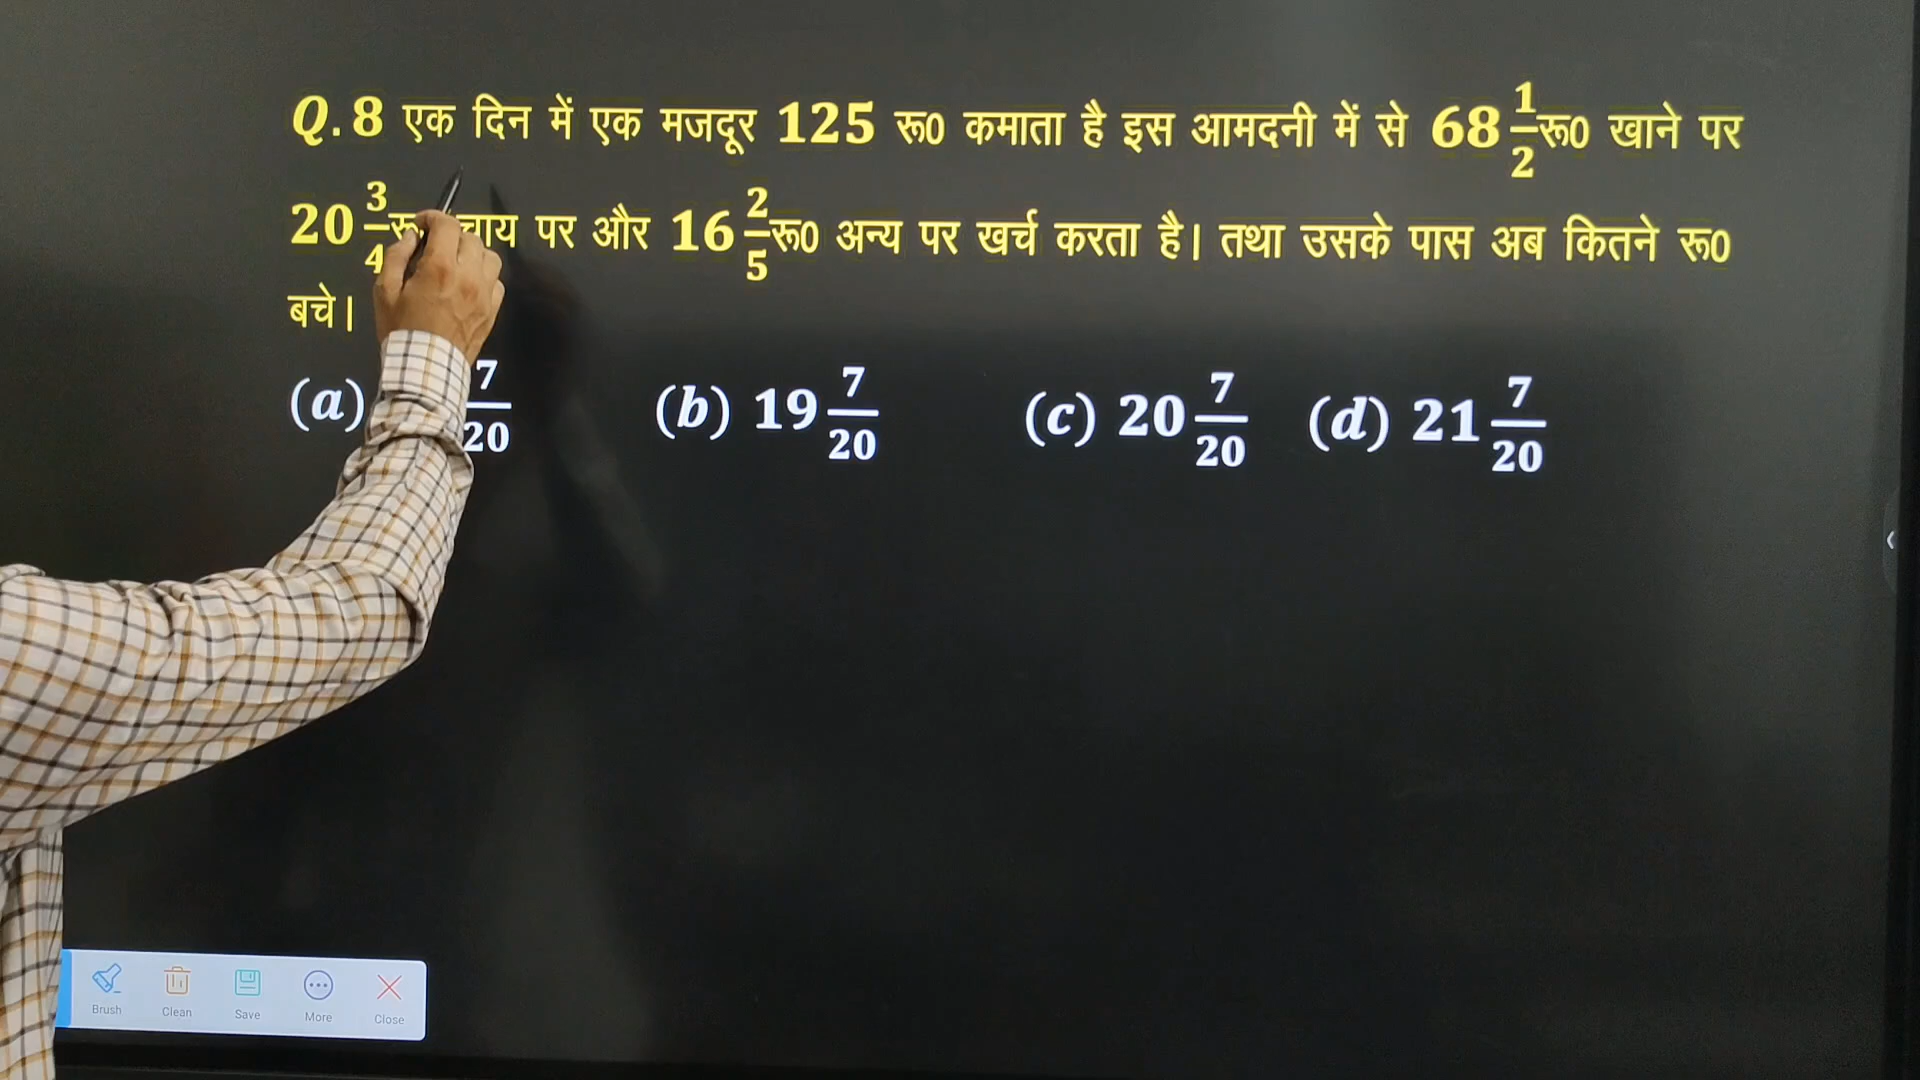 Q.8 एक दिन में एक मजदूर 125 रू0 कमाता है इस आमदनी में से 68 1/2 रू0 खाने पर
20 3/4 चाय पर और 16 2/5 रू0 अन्य पर खर्च करता है। तथा उसके पास अब कितने रू0
बचे।
(a) 7/20 (b) 19 7/20 (c) 20 7/20 (d) 21 7/20
Brush Clean Save More Close